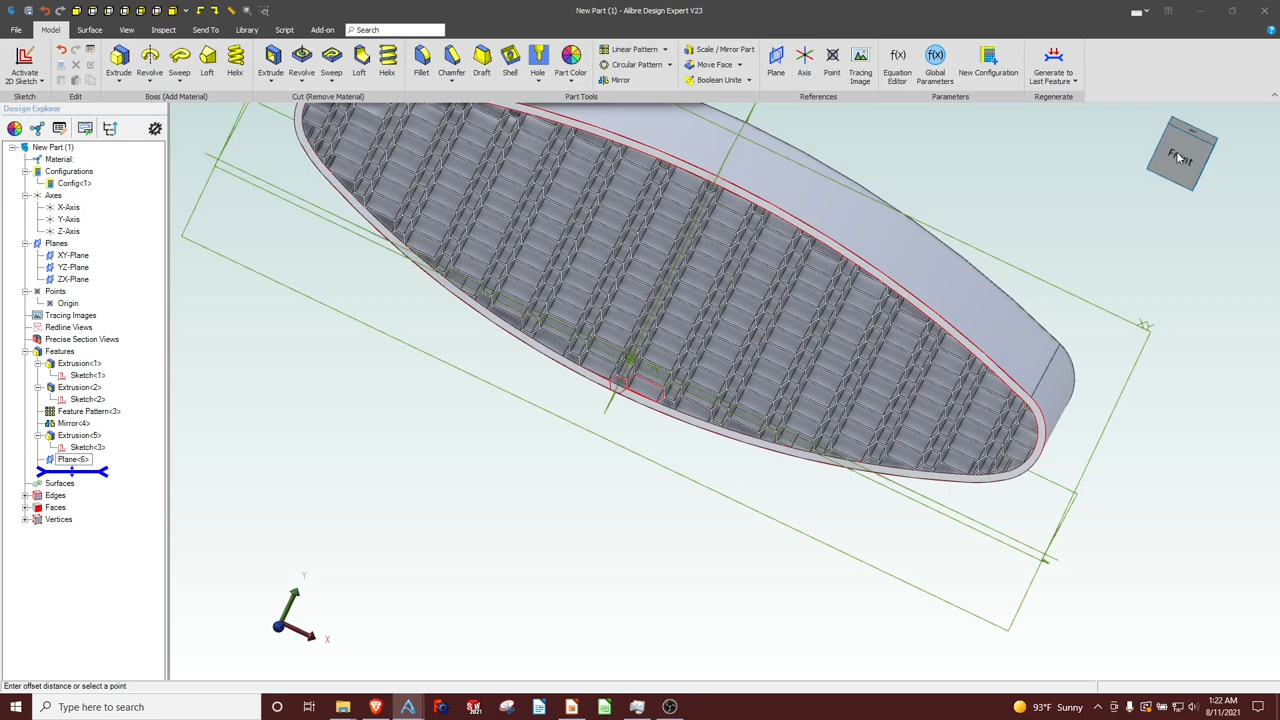 New Part (1) - Alibre Design Expert V23
File Model Surface Drawing View Inspect Send To Library Script Add-on Search
Activate 2D Sketch
Extrude Revolve Sweep Loft Helix
Extrude Revolve Sweep Loft Helix
Fillet Chamfer Draft Shell Hole Part Color
Linear Pattern
Circular Pattern
Mirror
Scale / Mirror Part
Move Face
Boolean Unite
Plane Axis Point Tracing Image
Equation Editor Global Parameters New Configuration
Generate to Last Feature
Sketch Edit Boss (Add Material) Cut (Remove Material) Part Tools References Parameters Regenerate
Design Explorer
New Part (1)
Material:
Configurations
Config<1>
Axes
X-Axis
Y-Axis
Z-Axis
Planes
XY-Plane
YZ-Plane
ZX-Plane
Points
Origin
Tracing Images
Redline Views
Precise Section Views
Features
Extrusion<1>
Sketch<1>
Extrusion<2>
Sketch<2>
Feature Pattern<3>
Mirror<4>
Extrusion<5>
Sketch<3>
Plane<6>
Surfaces
Edges
Faces
Vertices
Front
Y
X
Enter offset distance or select a point
Type here to search
93°F Sunny
1:22 AM
8/11/2021